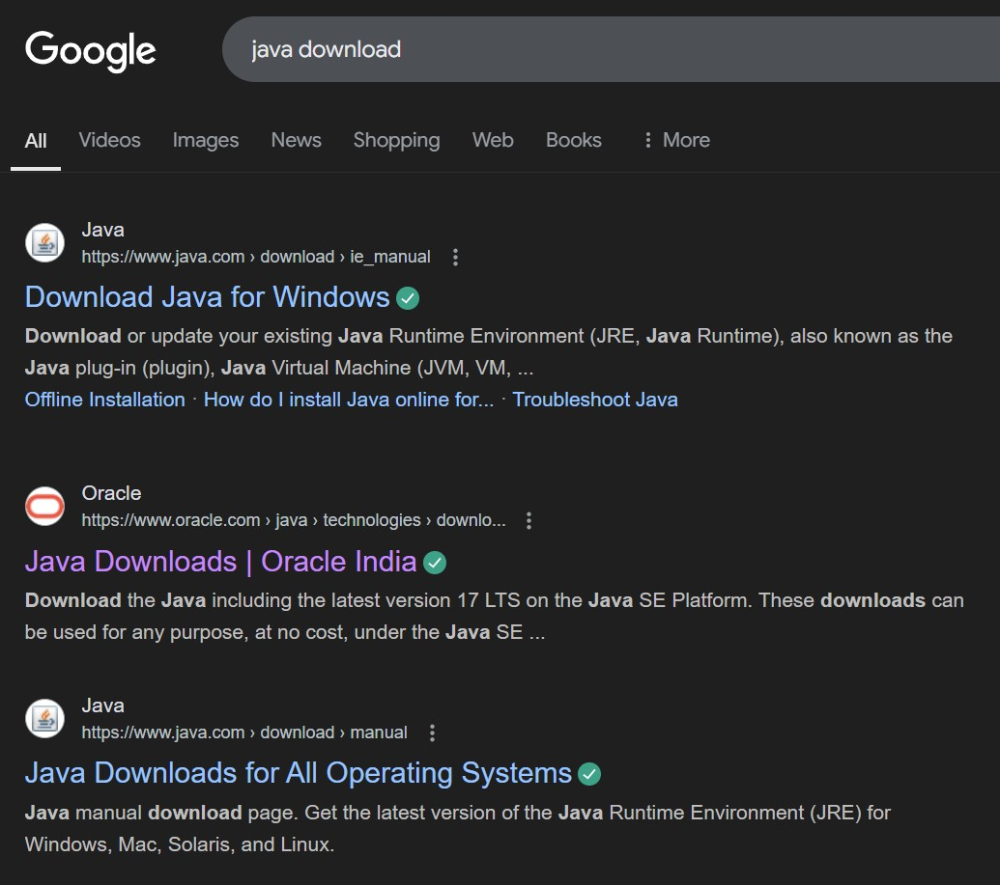 Google
java download
All Videos Images News Shopping Web Books More
Java
https://www.java.com › download › ie_manual
Download Java for Windows
Download or update your existing Java Runtime Environment (JRE, Java Runtime), also known as the
Java plug-in (plugin), Java Virtual Machine (JVM, VM, ...
Offline Installation · How do I install Java online for... · Troubleshoot Java
Oracle
https://www.oracle.com › java › technologies › downlo...
Java Downloads | Oracle India
Download the Java including the latest version 17 LTS on the Java SE Platform. These downloads can
be used for any purpose, at no cost, under the Java SE ...
Java
https://www.java.com › download › manual
Java Downloads for All Operating Systems
Java manual download page. Get the latest version of the Java Runtime Environment (JRE) for
Windows, Mac, Solaris, and Linux.